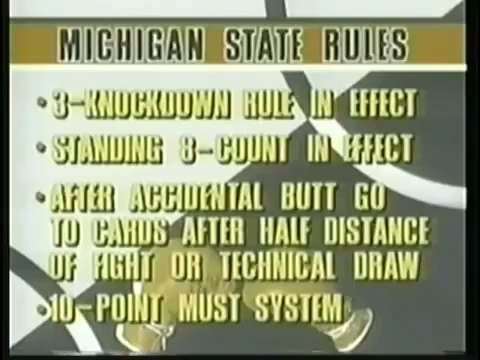 MICHIGAN STATE RULES
• 3-KNOCKDOWN RULE IN EFFECT
• STANDING 8-COUNT IN EFFECT
• AFTER ACCIDENTAL BUTT GO
TO CARDS AFTER HALF DISTANCE
OF FIGHT OR TECHNICAL DRAW
• 10-POINT MUST SYSTEM